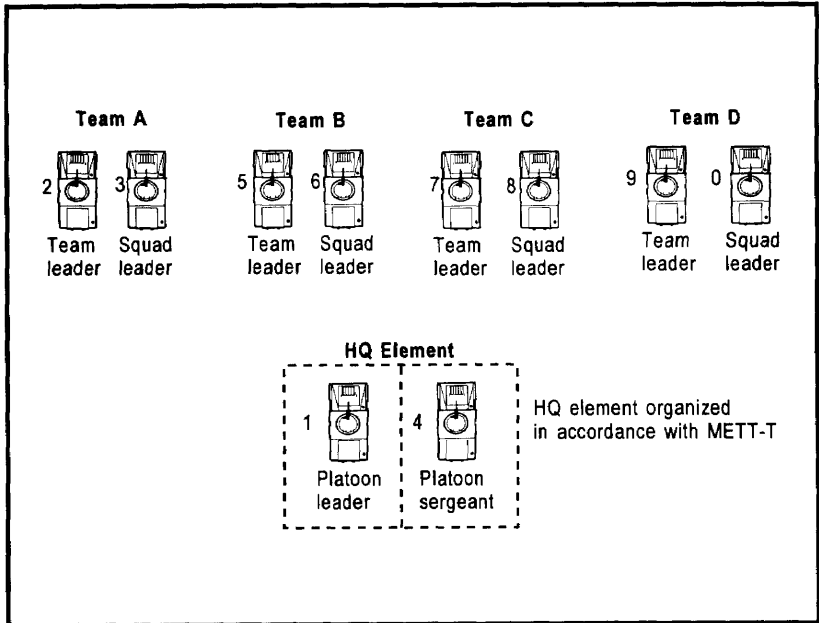 Team A Team B Team C Team D
2 3 5 6 7 8 9 0
Team Squad Team Squad Team Squad Team Squad
leader leader leader leader leader leader leader leader
HQ Element
1 4
HQ element organized
in accordance with METT-T
Platoon Platoon
leader sergeant